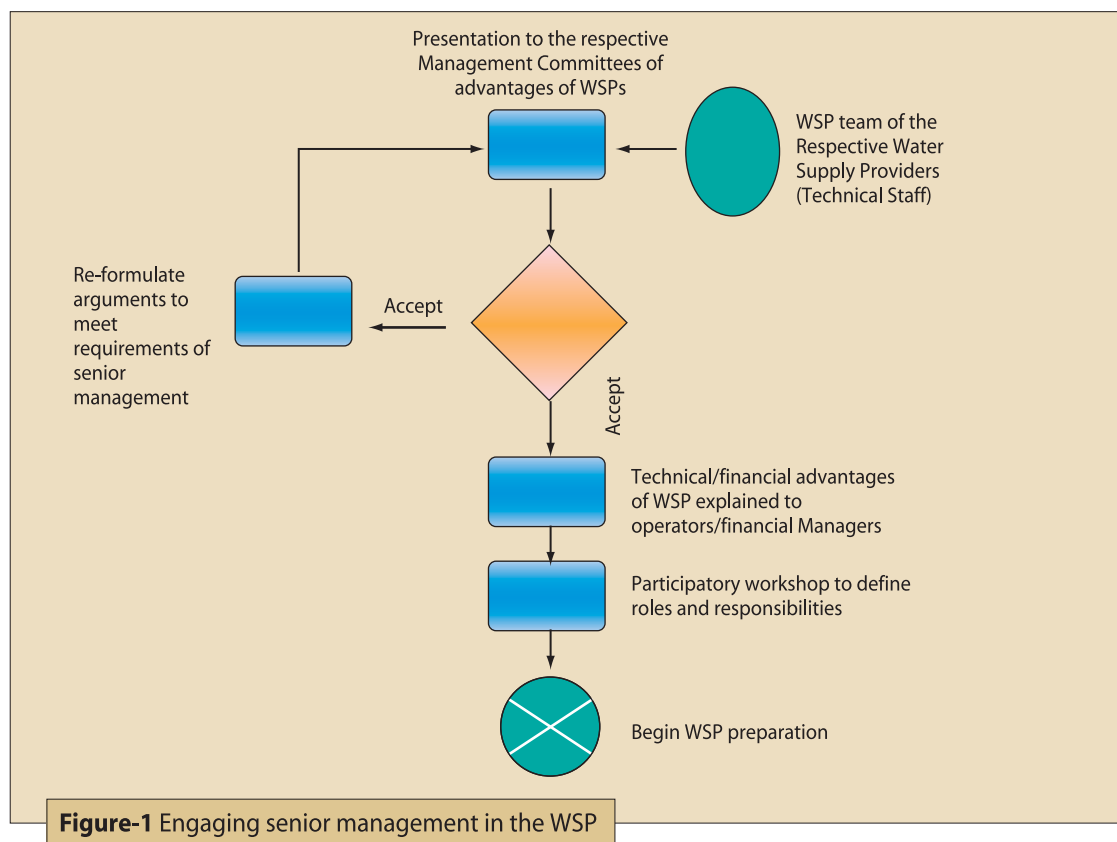 Presentation to the respective
Management Committees of
advantages of WSPs
WSP team of the
Respective Water
Supply Providers
(Technical Staff)
Re-formulate
arguments to
meet
requirements of
senior
management
Accept
Accept
Technical/financial advantages
of WSP explained to
operators/financial Managers
Participatory workshop to define
roles and responsibilities
Begin WSP preparation
Figure-1 Engaging senior management in the WSP